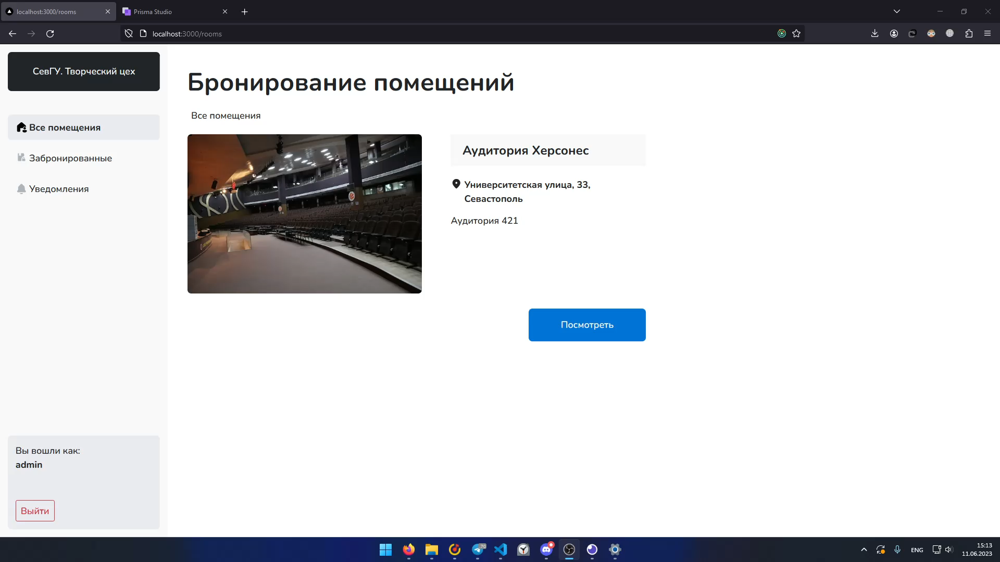 localhost:3000/rooms
Prisma Studio
localhost:3000/rooms
СевГУ. Творческий цех
Все помещения
Забронированные
Уведомления
Вы вошли как:
admin
Выйти
Бронирование помещений
Все помещения
Аудитория Херсонес
Университетская улица, 33,
Севастополь
Аудитория 421
Посмотреть
70
ENG
15:13
11.06.2023